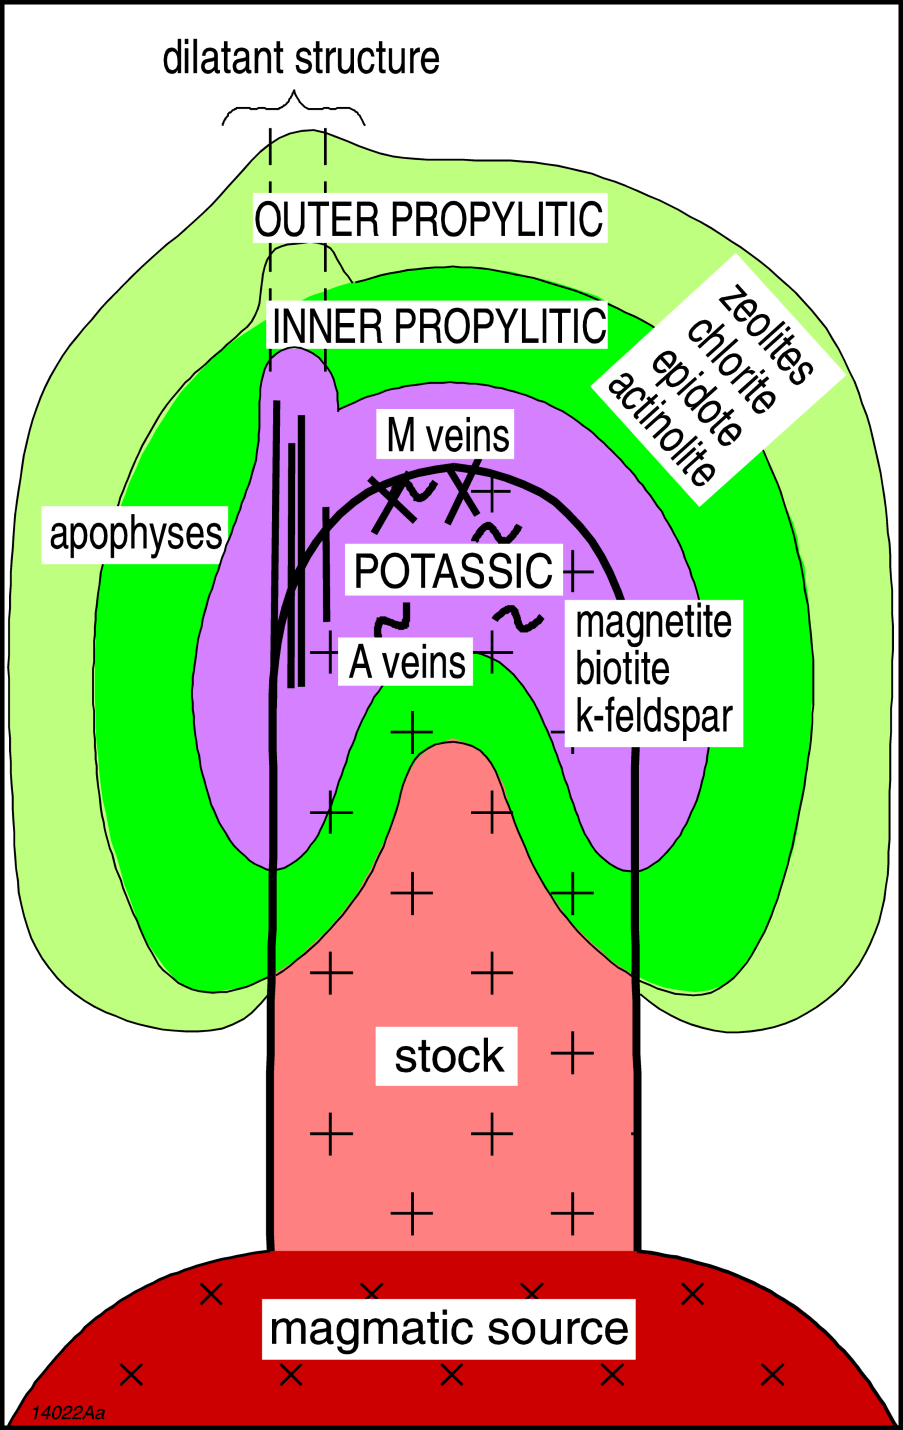 dilatant structure
OUTER PROPYLITIC
INNER PROPYLITIC
zeolites
chlorite
epidote
actinolite
M veins
apophyses
POTASSIC
magnetite
biotite
k-feldspar
A veins
stock
magmatic source
14022Aa